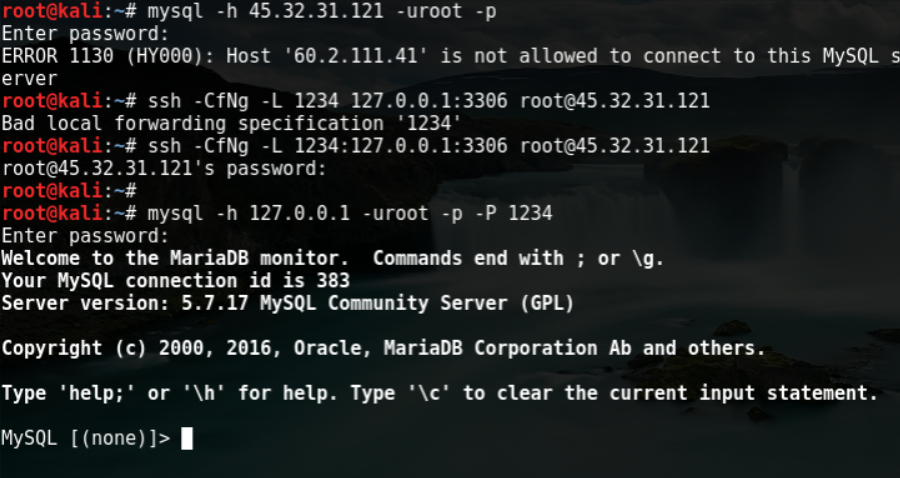 root@kali:~# mysql -h 45.32.31.121 -uroot -p
Enter password:
ERROR 1130 (HY000): Host '60.2.111.41' is not allowed to connect to this MySQL s
erver
root@kali:~# ssh -CfNg -L 1234 127.0.0.1:3306 root@45.32.31.121
Bad local forwarding specification '1234'
root@kali:~# ssh -CfNg -L 1234:127.0.0.1:3306 root@45.32.31.121
root@45.32.31.121's password:
root@kali:~#
root@kali:~# mysql -h 127.0.0.1 -uroot -p -P 1234
Enter password:
Welcome to the MariaDB monitor.  Commands end with ; or \g.
Your MySQL connection id is 383
Server version: 5.7.17 MySQL Community Server (GPL)

Copyright (c) 2000, 2016, Oracle, MariaDB Corporation Ab and others.

Type 'help;' or '\h' for help. Type '\c' to clear the current input statement.

MySQL [(none)]>